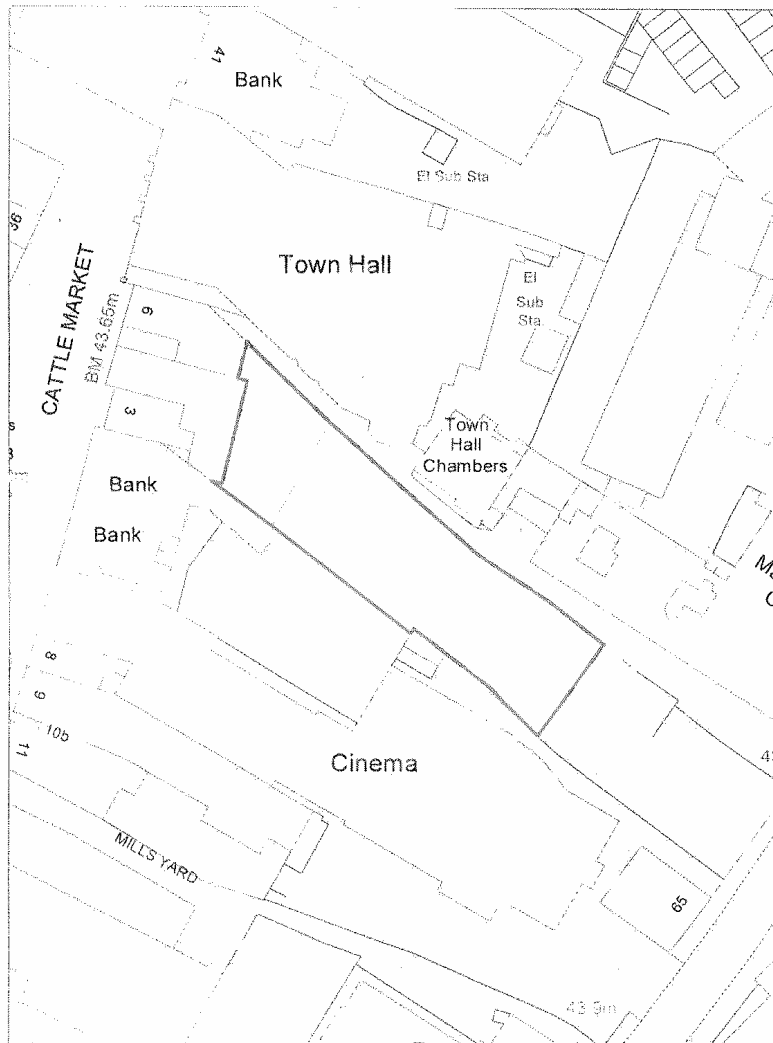 41
Bank
El Sub Sta
36
Town Hall
El
Sub
Sta
CATTLE MARKET
BM 43.65m
6
3
Town
Hall
Chambers
Bank
Bank
8
9
10b
11
Cinema
MILLS YARD
65
43.9m